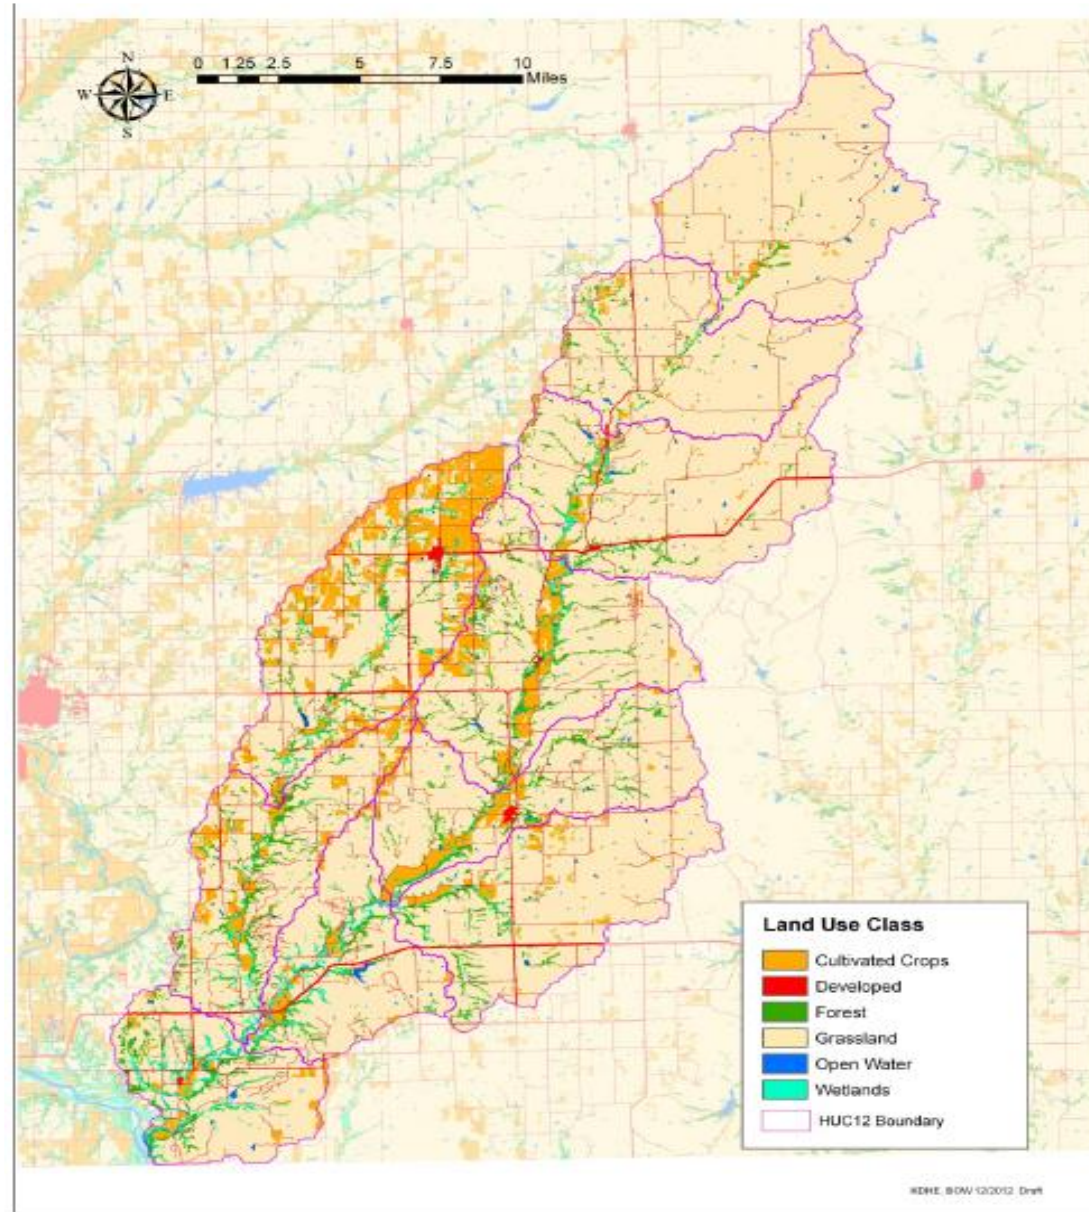 N
W E
S
0 1.25 2.5 5 7.5 10
Miles
Land Use Class
Cultivated Crops
Developed
Forest
Grassland
Open Water
Wetlands
HUC12 Boundary
KDHE, BOW 12/2012 Draft